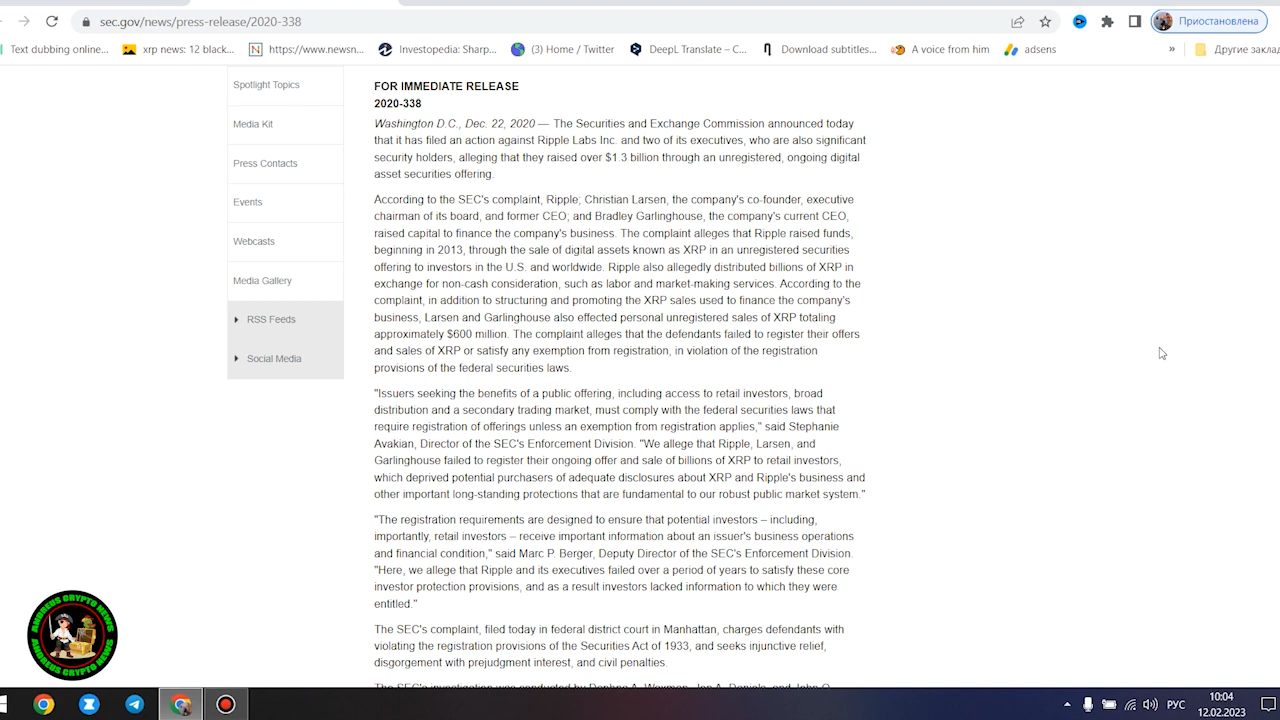 sec.gov/news/press-release/2020-338
Приостановлена
Text dubbing online...
xrp news: 12 black...
https://www.newsn...
Investopedia: Sharp...
(3) Home / Twitter
DeepL Translate – C...
Download subtitles...
A voice from him
adsens
»
Другие заклад
Spotlight Topics
Media Kit
Press Contacts
Events
Webcasts
Media Gallery
RSS Feeds
Social Media
FOR IMMEDIATE RELEASE
2020-338
Washington D.C., Dec. 22, 2020 — The Securities and Exchange Commission announced today
that it has filed an action against Ripple Labs Inc. and two of its executives, who are also significant
security holders, alleging that they raised over $1.3 billion through an unregistered, ongoing digital
asset securities offering.
According to the SEC's complaint, Ripple; Christian Larsen, the company's co-founder, executive
chairman of its board, and former CEO; and Bradley Garlinghouse, the company's current CEO,
raised capital to finance the company's business. The complaint alleges that Ripple raised funds,
beginning in 2013, through the sale of digital assets known as XRP in an unregistered securities
offering to investors in the U.S. and worldwide. Ripple also allegedly distributed billions of XRP in
exchange for non-cash consideration, such as labor and market-making services. According to the
complaint, in addition to structuring and promoting the XRP sales used to finance the company's
business, Larsen and Garlinghouse also effected personal unregistered sales of XRP totaling
approximately $600 million. The complaint alleges that the defendants failed to register their offers
and sales of XRP or satisfy any exemption from registration, in violation of the registration
provisions of the federal securities laws.
"Issuers seeking the benefits of a public offering, including access to retail investors, broad
distribution and a secondary trading market, must comply with the federal securities laws that
require registration of offerings unless an exemption from registration applies," said Stephanie
Avakian, Director of the SEC's Enforcement Division. "We allege that Ripple, Larsen, and
Garlinghouse failed to register their ongoing offer and sale of billions of XRP to retail investors,
which deprived potential purchasers of adequate disclosures about XRP and Ripple's business and
other important long-standing protections that are fundamental to our robust public market system."
"The registration requirements are designed to ensure that potential investors – including,
importantly, retail investors – receive important information about an issuer's business operations
and financial condition," said Marc P. Berger, Deputy Director of the SEC's Enforcement Division.
"Here, we allege that Ripple and its executives failed over a period of years to satisfy these core
investor protection provisions, and as a result investors lacked information to which they were
entitled."
The SEC's complaint, filed today in federal district court in Manhattan, charges defendants with
violating the registration provisions of the Securities Act of 1933, and seeks injunctive relief,
disgorgement with prejudgment interest, and civil penalties.
ANDREUS CRYPTO NEWS
ANDREUS CRYPTO NEWS
РУС
10:04
12.02.2023